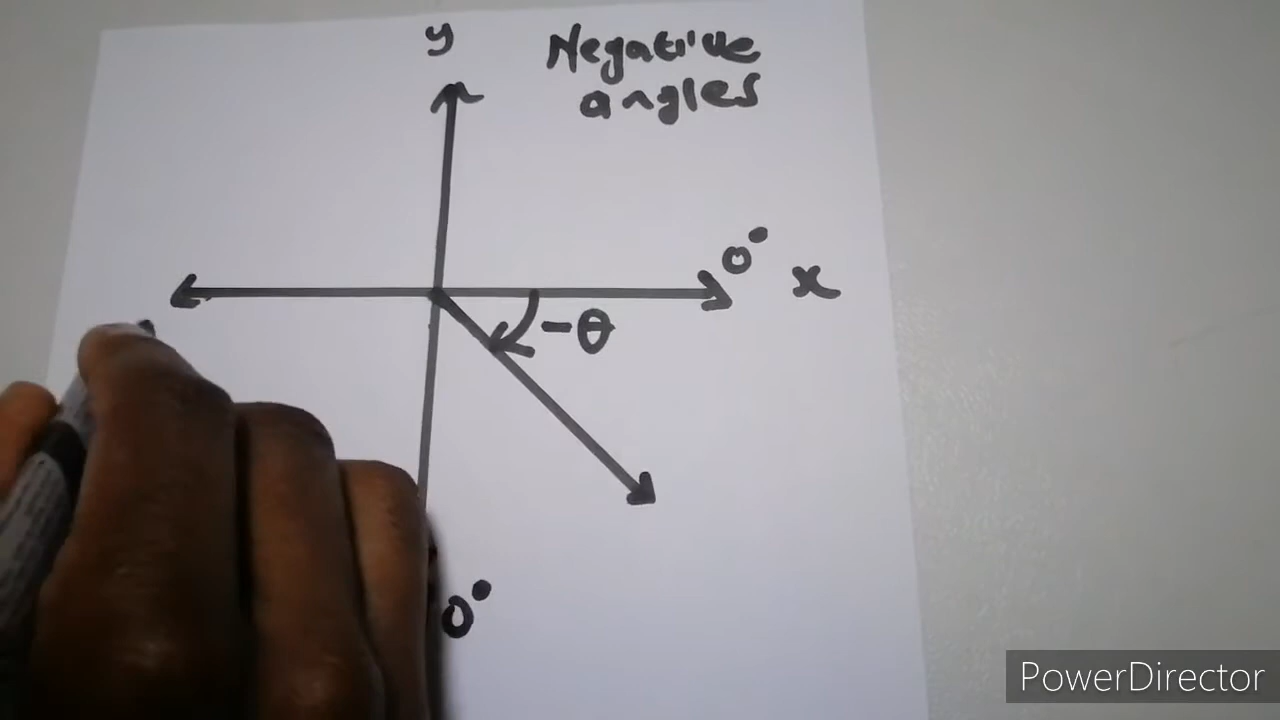 y
Negative
angles
0°
x
-θ
0°
PowerDirector